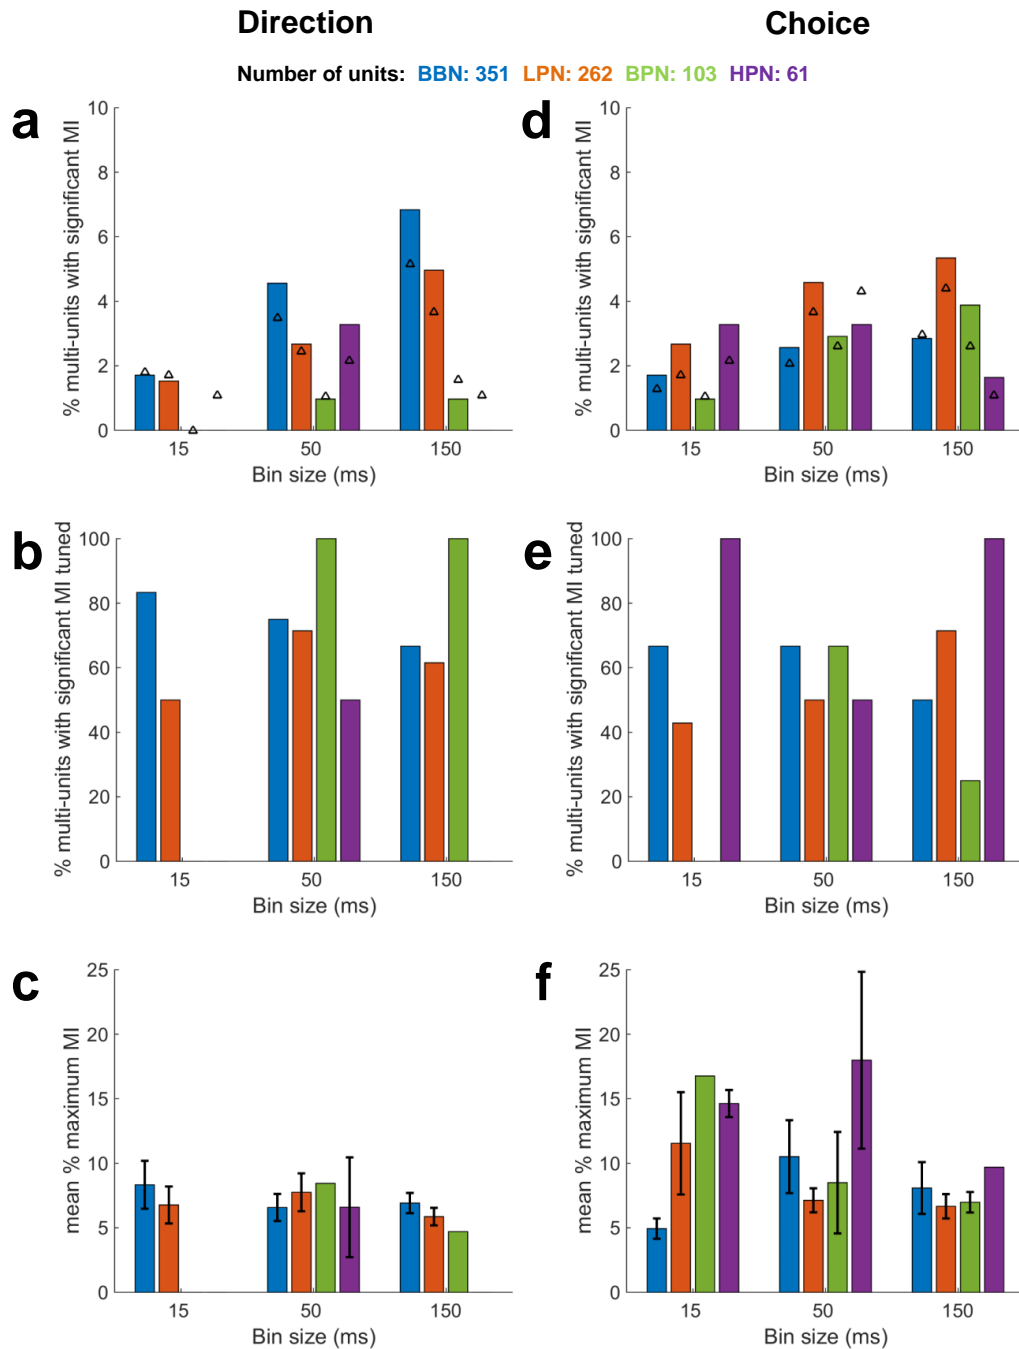 Direction
Choice
Number of units: BBN: 351 LPN: 262 BPN: 103 HPN: 61
a
% multi-units with significant MI
10
8
6
4
2
0
15 50 150
Bin size (ms)
d
% multi-units with significant MI
10
8
6
4
2
0
15 50 150
Bin size (ms)
b
% multi-units with significant MI tuned
100
80
60
40
20
0
15 50 150
Bin size (ms)
e
% multi-units with significant MI tuned
100
80
60
40
20
0
15 50 150
Bin size (ms)
c
mean % maximum MI
25
20
15
10
5
0
15 50 150
Bin size (ms)
f
mean % maximum MI
25
20
15
10
5
0
15 50 150
Bin size (ms)